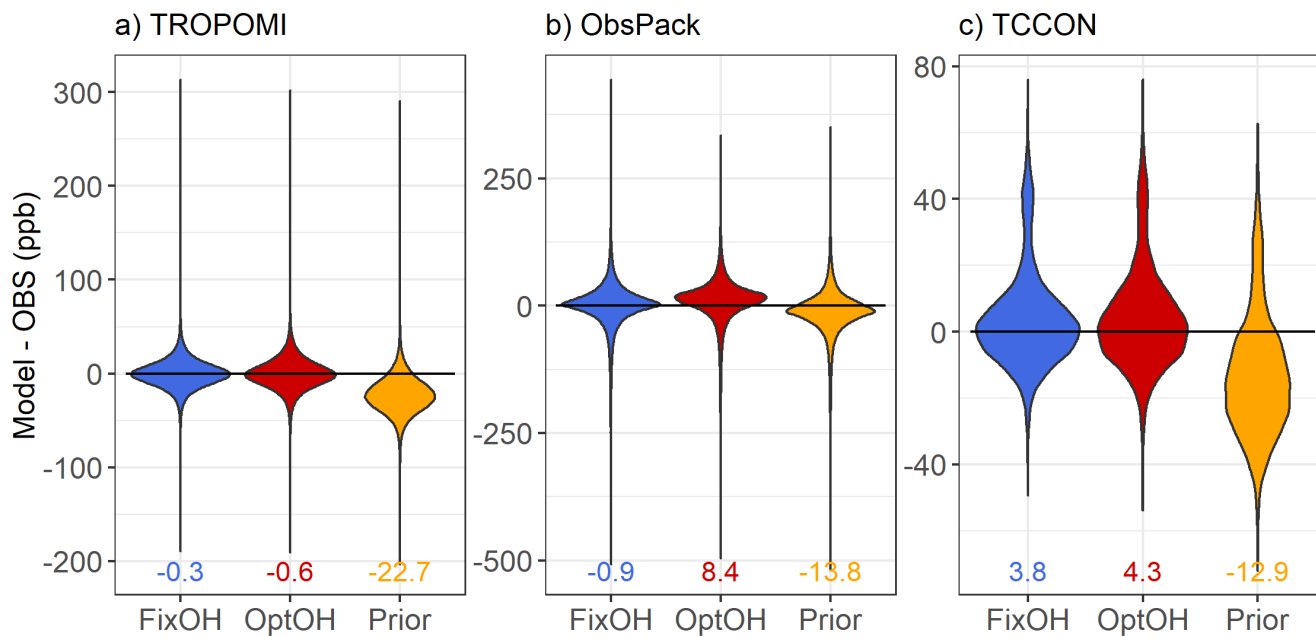 a) TROPOMI
b) ObsPack
c) TCCON
Model - OBS (ppb)
300
200
100
0
-100
-200
-0.3
-0.6
-22.7
FixOH
OptOH
Prior
250
0
-250
-500
-0.9
8.4
-13.8
FixOH
OptOH
Prior
80
40
0
-40
3.8
4.3
-12.9
FixOH
OptOH
Prior